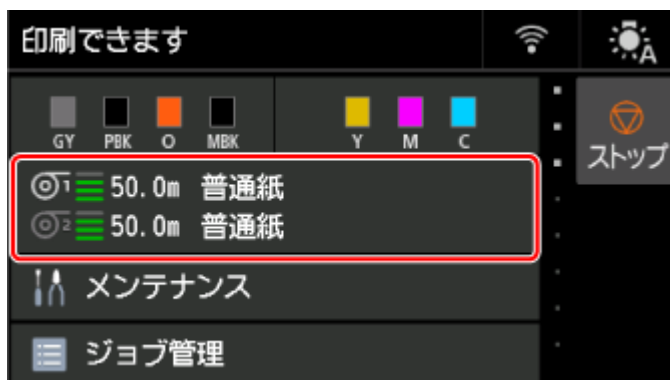 印刷できます
A
GY PBK O MBK Y M C
ストップ
1 50.0m 普通紙
2 50.0m 普通紙
メンテナンス
ジョブ管理